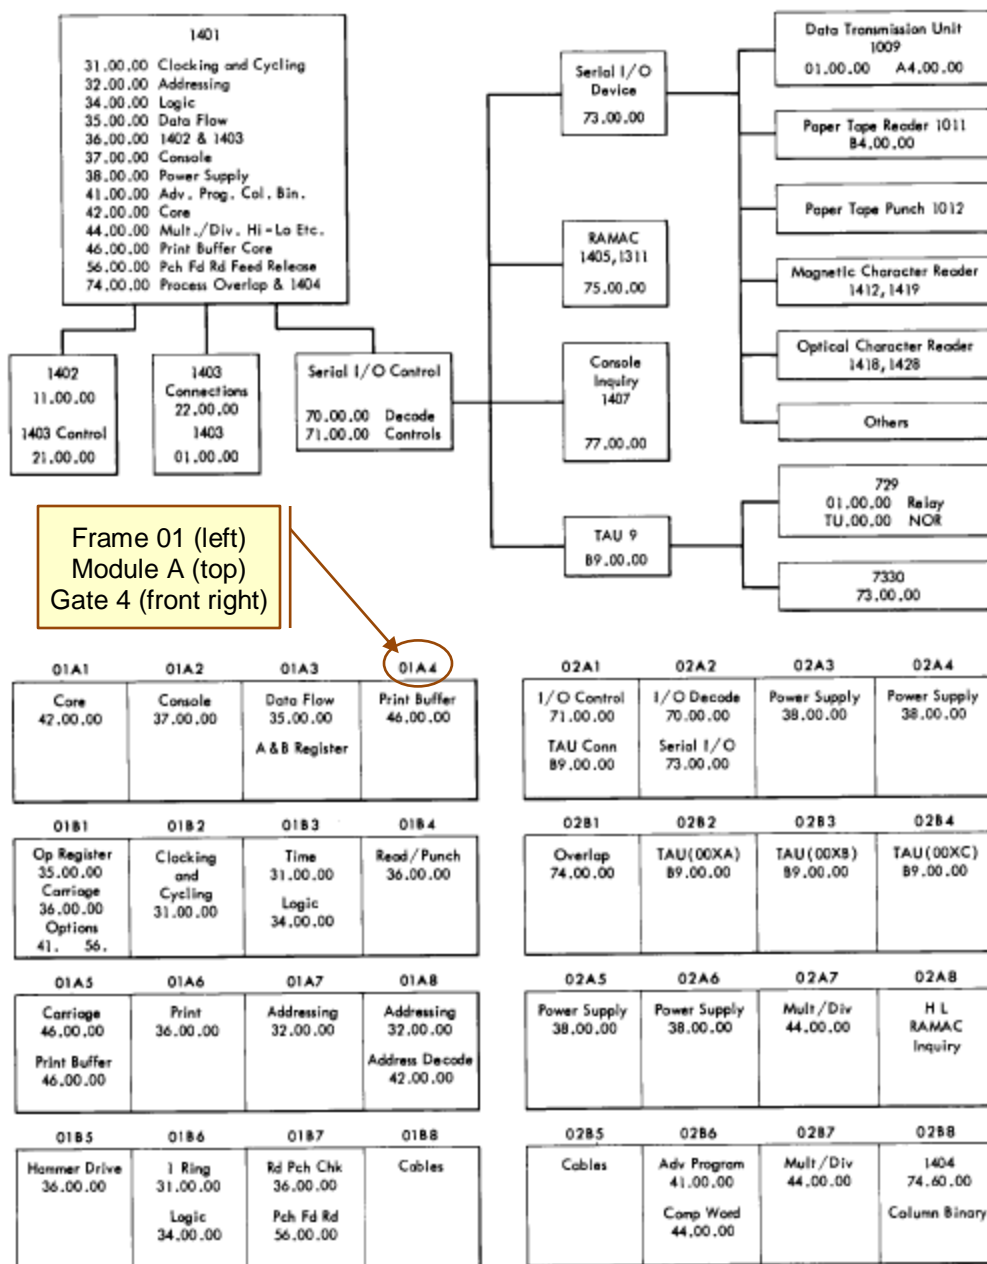 1401
31.00.00 Clocking and Cycling
32.00.00 Addressing
34.00.00 Logic
35.00.00 Data Flow
36.00.00 1402 & 1403
37.00.00 Console
38.00.00 Power Supply
41.00.00 Adv. Prog. Col. Bin.
42.00.00 Core
44.00.00 Mult./Div. Hi-Lo Etc.
46.00.00 Print Buffer Core
56.00.00 Pch Fd Rd Feed Release
74.00.00 Process Overlap & 1404
1402
11.00.00
1403 Control
21.00.00
1403
Connections
22.00.00
1403
01.00.00
Serial I/O Control
70.00.00 Decode
71.00.00 Controls
Serial I/O
Device
73.00.00
RAMAC
1405,1311
75.00.00
Console
Inquiry
1407
77.00.00
TAU 9
B9.00.00
Data Transmission Unit
1009
01.00.00 A4.00.00
Paper Tape Reader 1011
B4.00.00
Paper Tape Punch 1012
Magnetic Character Reader
1412,1419
Optical Character Reader
1418,1428
Others
729
01.00.00 Relay
TU.00.00 NOR
7330
73.00.00
Frame 01 (left)
Module A (top)
Gate 4 (front right)
01A1 01A2 01A3 01A4
Core Console Data Flow Print Buffer
42.00.00 37.00.00 35.00.00 46.00.00
A&B Register
02A1 02A2 02A3 02A4
I/O Control I/O Decode Power Supply Power Supply
71.00.00 70.00.00 38.00.00 38.00.00
TAU Conn Serial I/O
B9.00.00 73.00.00
01B1 01B2 01B3 01B4
Op Register Clocking Time Read/Punch
35.00.00 and 31.00.00 36.00.00
Carriage Cycling Logic
36.00.00 31.00.00 34.00.00
Options
41. 56.
02B1 02B2 02B3 02B4
Overlap TAU(00XA) TAU(00XB) TAU(00XC)
74.00.00 B9.00.00 B9.00.00 B9.00.00
01A5 01A6 01A7 01A8
Carriage Print Addressing Addressing
46.00.00 36.00.00 32.00.00 32.00.00
Print Buffer Address Decode
46.00.00 42.00.00
02A5 02A6 02A7 02A8
Power Supply Power Supply Mult/Div H L
38.00.00 38.00.00 44.00.00 RAMAC
Inquiry
01B5 01B6 01B7 01B8
Hammer Drive I Ring Rd Pch Chk Cables
36.00.00 31.00.00 36.00.00
Logic Pch Fd Rd
34.00.00 56.00.00
02B5 02B6 02B7 02B8
Cables Adv Program Mult/Div 1404
41.00.00 44.00.00 74.60.00
Comp Word Column Binary
44.00.00